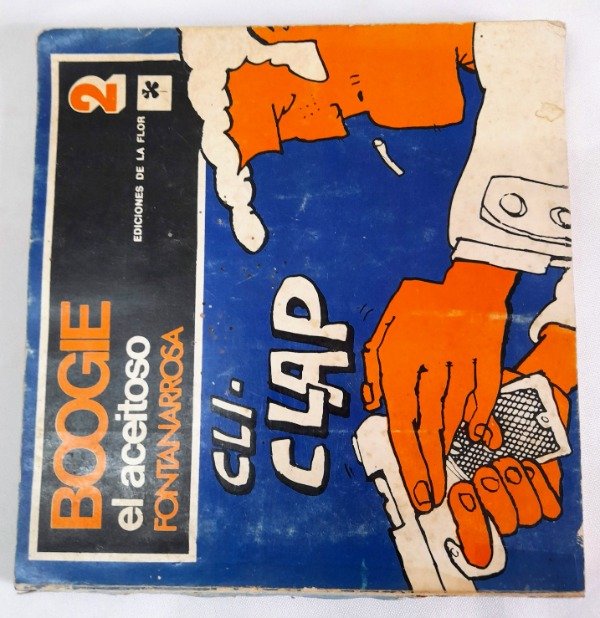 BOOGIE
el aceitoso
FONTANARROSA
EDICIONES DE LA FLOR
2
CLI-
CLAP